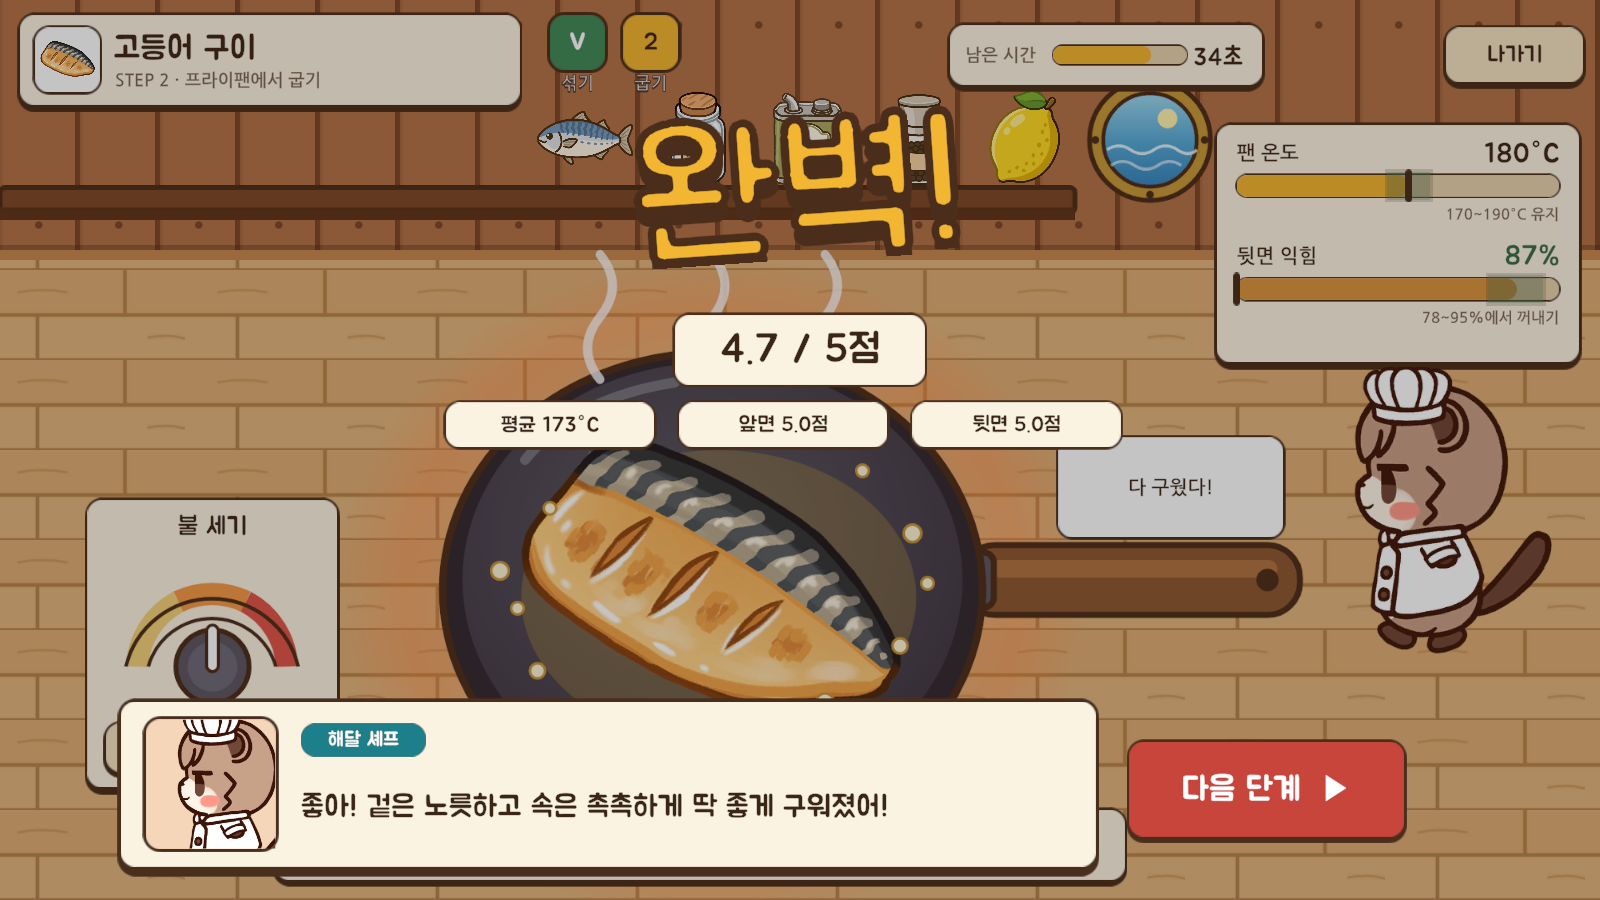 고등어 구이
STEP 2 · 프라이팬에서 굽기
V
섞기
2
굽기
남은 시간
34초
나가기
완벽!
팬 온도
180°C
170~190°C 유지
뒷면 익힘
87%
78~95%에서 꺼내기
4.7 / 5점
평균 173°C
앞면 5.0점
뒷면 5.0점
다 구웠다!
불 세기
해달 셰프
좋아! 겉은 노릇하고 속은 촉촉하게 딱 좋게 구워졌어!
다음 단계 ▶